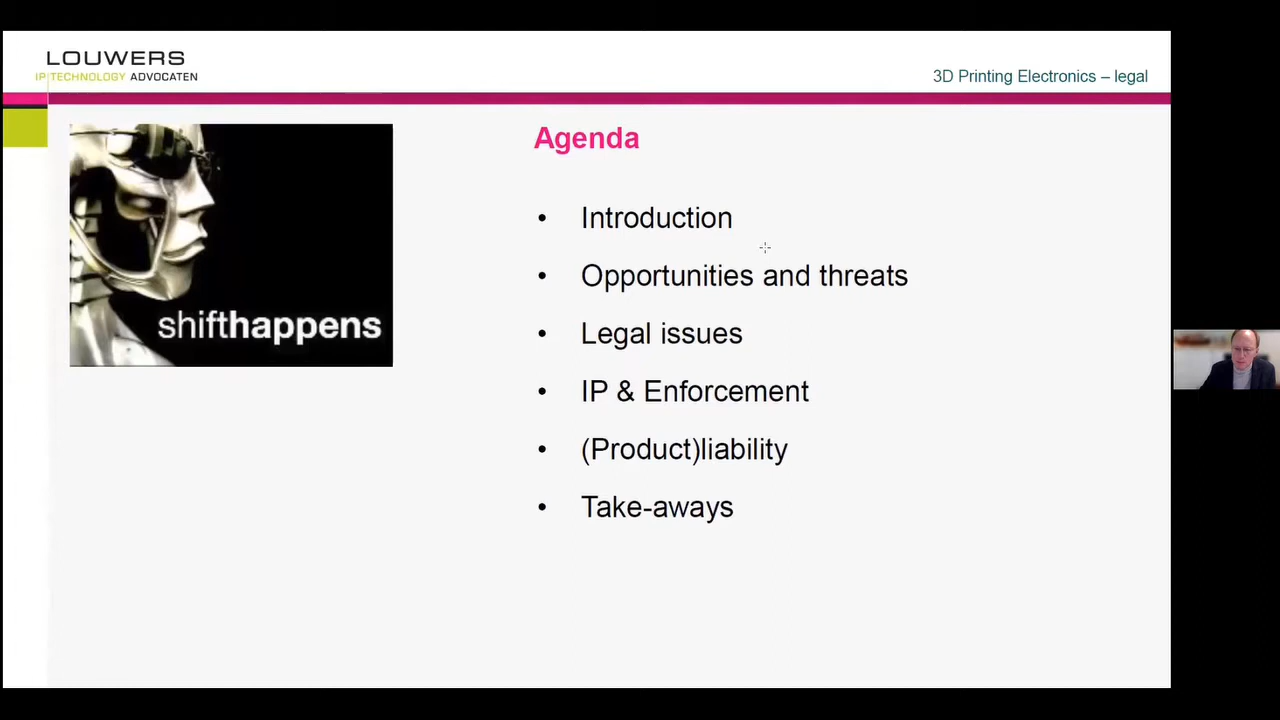 LOUWERS
IP TECHNOLOGY ADVOCATEN
3D Printing Electronics – legal
shifthappens
Agenda
• Introduction
• Opportunities and threats
• Legal issues
• IP & Enforcement
• (Product)liability
• Take-aways